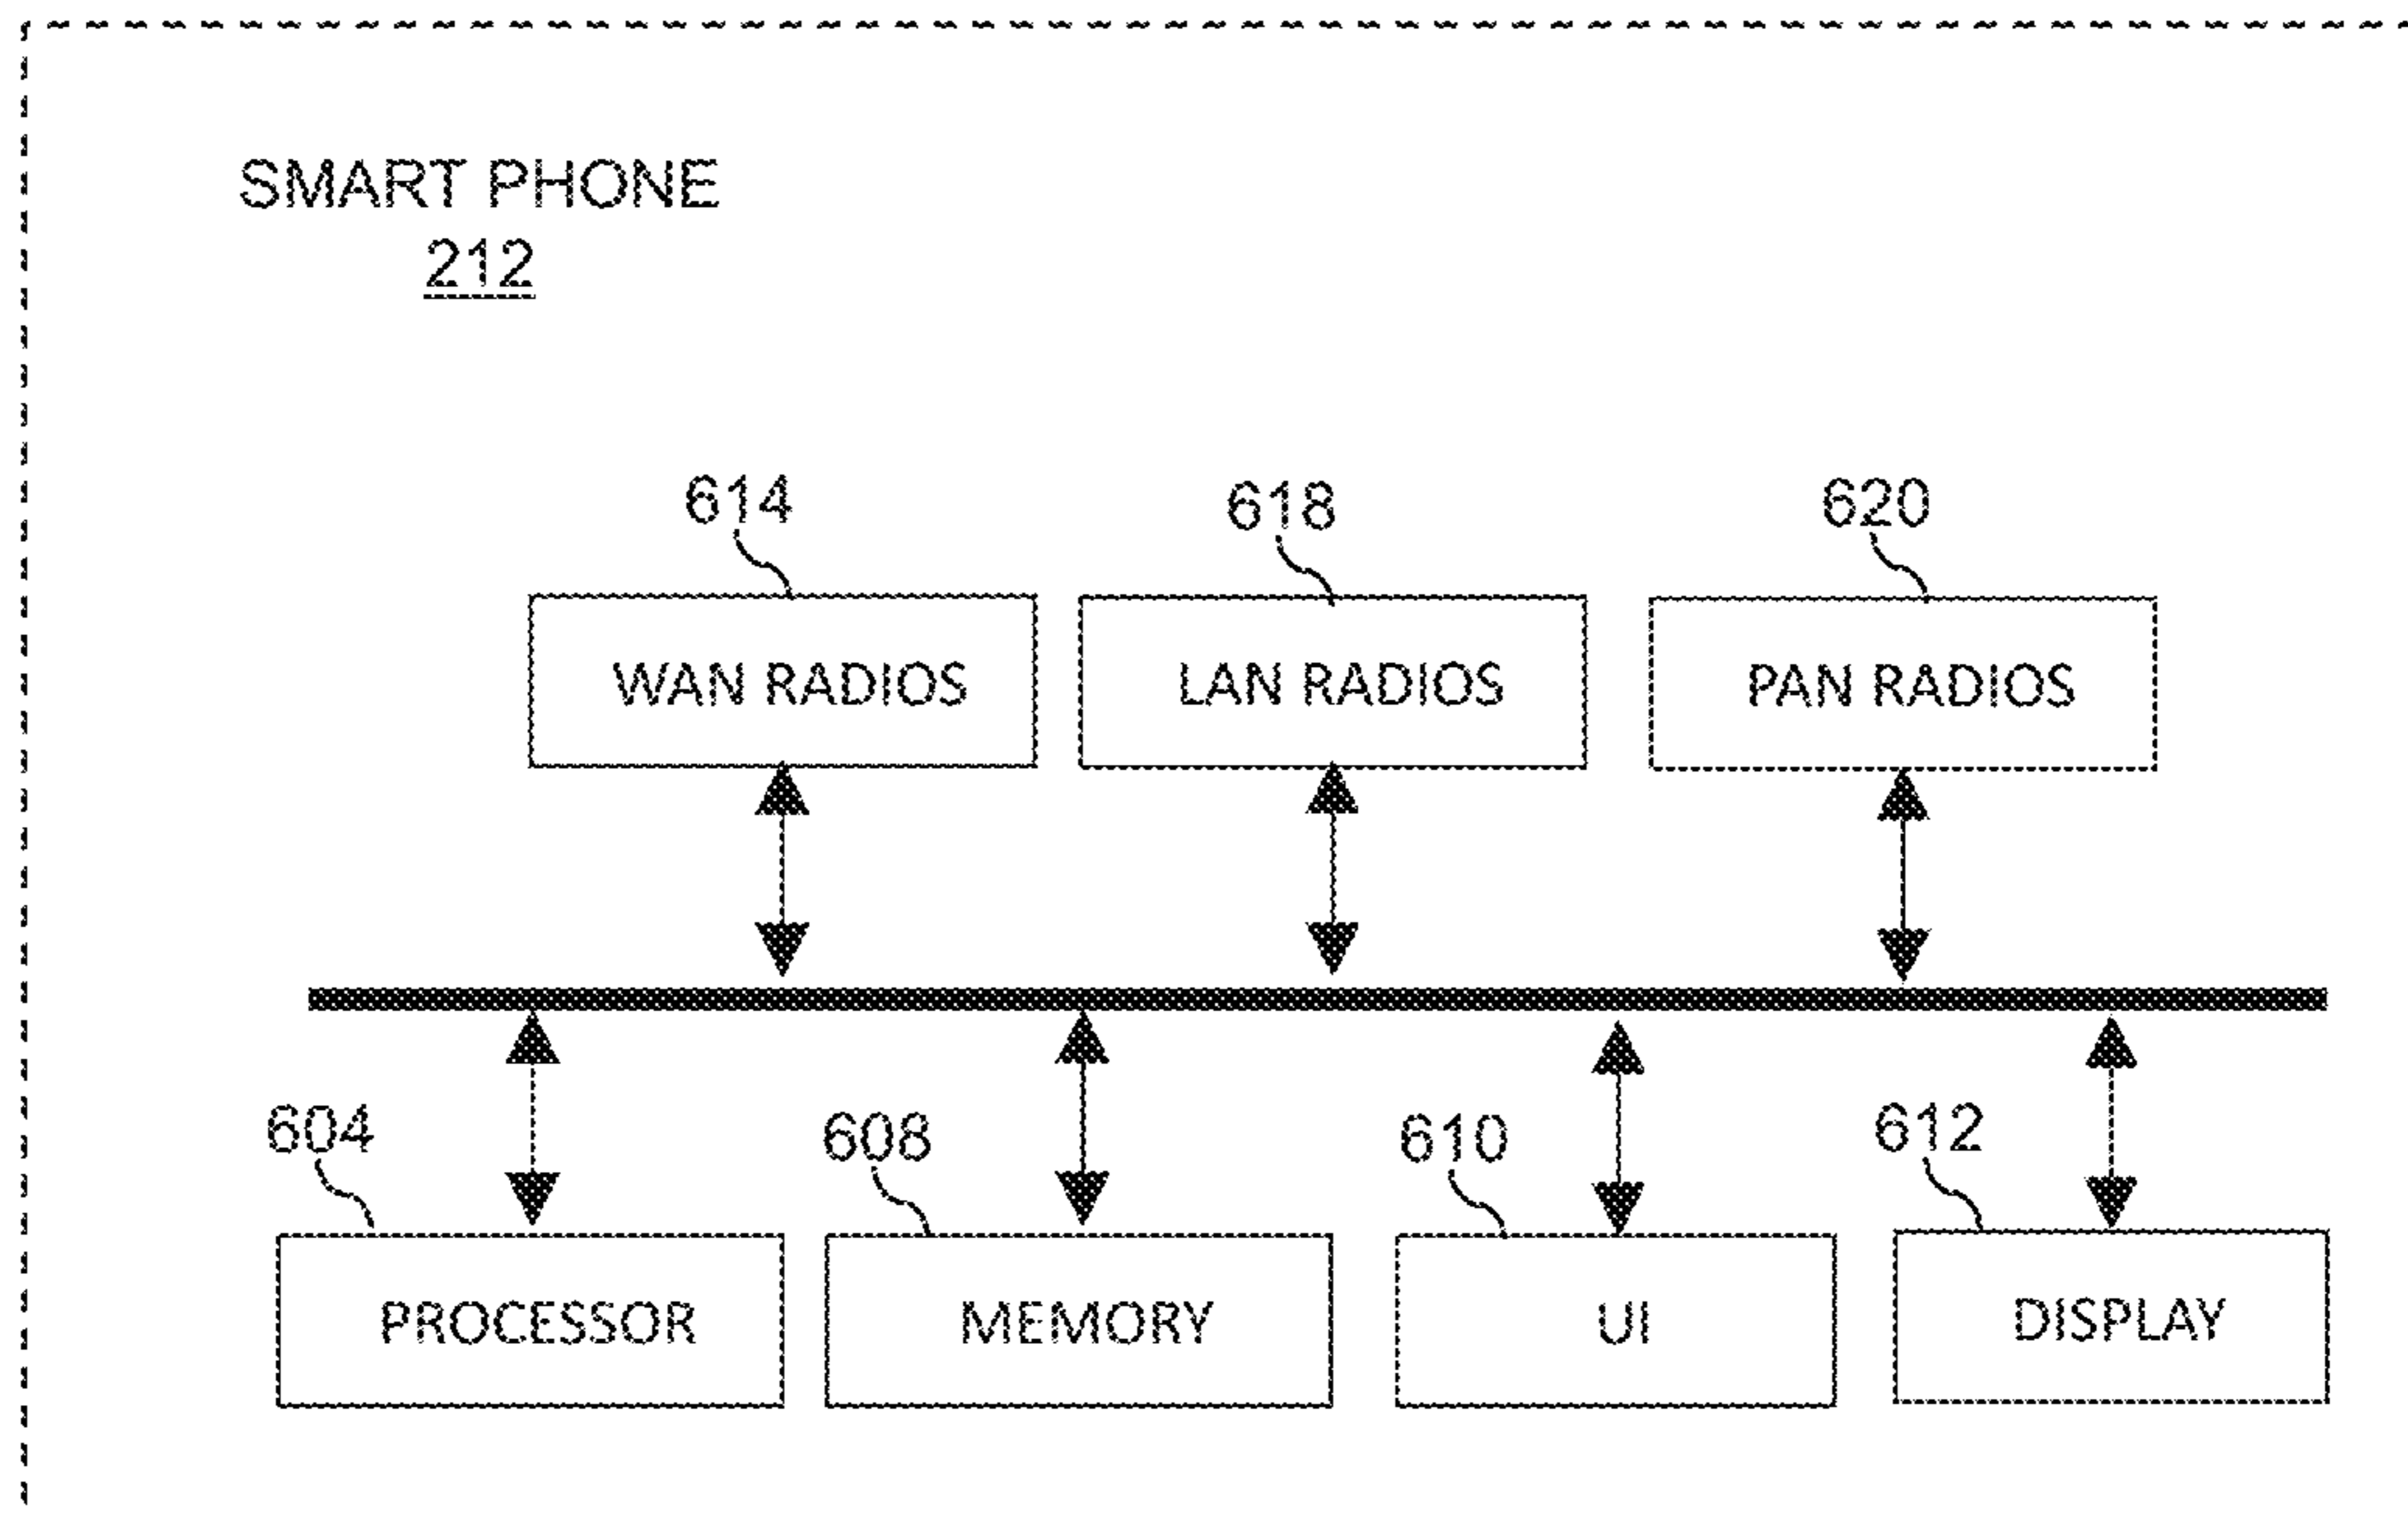 SMART PHONE
212
614
618
620
WAN RADIOS
LAN RADIOS
PAN RADIOS
604
608
610
612
PROCESSOR
MEMORY
UI
DISPLAY